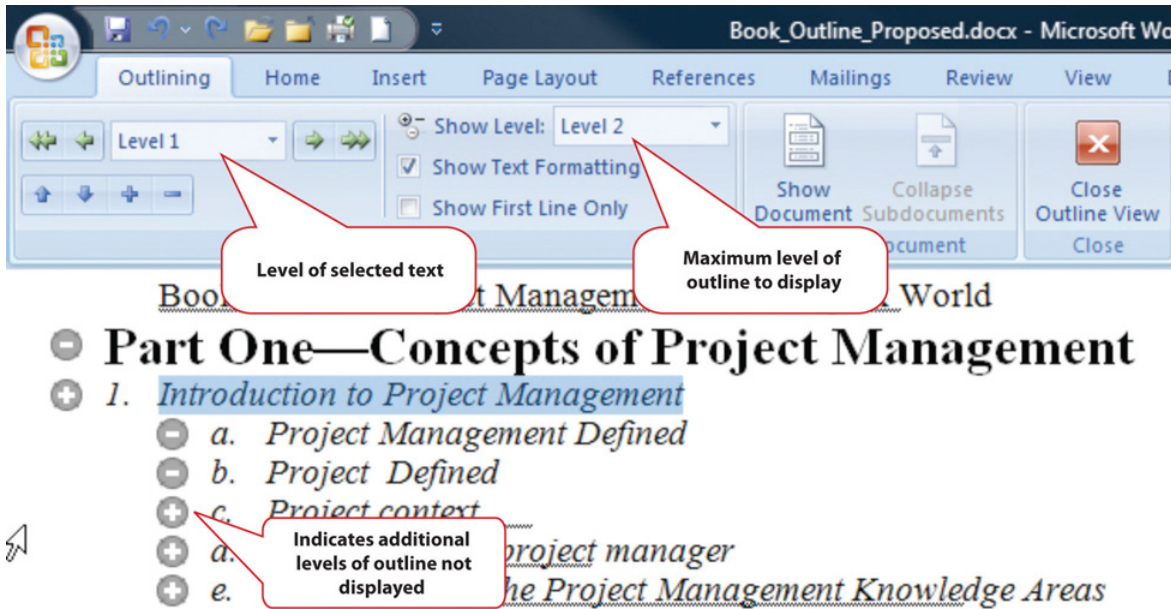 Book_Outline_Proposed.docx - Microsoft Wo
Outlining Home Insert Page Layout References Mailings Review View
Level 1
Show Level: Level 2
Show Text Formatting
Show First Line Only
Show Document
Collapse Subdocuments
Close Outline View
Close
Level of selected text
Maximum level of
outline to display
World
Part One—Concepts of Project Management
1. Introduction to Project Management
a. Project Management Defined
b. Project Defined
c. Project context
d. project manager
e. he Project Management Knowledge Areas
Indicates additional
levels of outline not
displayed